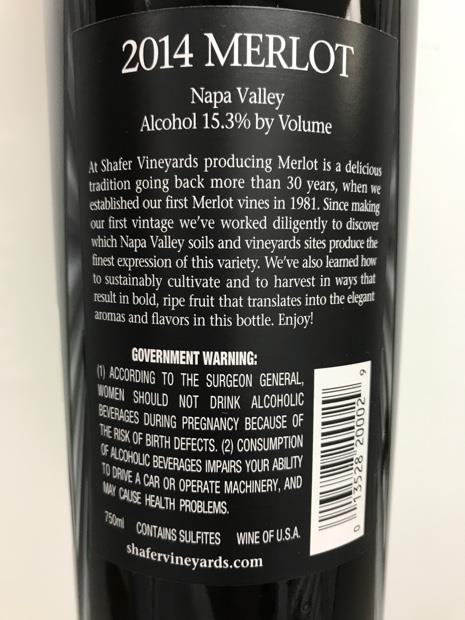 2014 MERLOT
Napa Valley
Alcohol 15.3% by Volume
At Shafer Vineyards producing Merlot is a delicious
tradition going back more than 30 years, when we
established our first Merlot vines in 1981. Since making
our first vintage we've worked diligently to discover
which Napa Valley soils and vineyards sites produce the
finest expression of this variety. We've also learned how
to sustainably cultivate and to harvest in ways that
result in bold, ripe fruit that translates into the elegant
aromas and flavors in this bottle. Enjoy!
GOVERNMENT WARNING:
(1) ACCORDING TO THE SURGEON GENERAL,
WOMEN SHOULD NOT DRINK ALCOHOLIC
BEVERAGES DURING PREGNANCY BECAUSE OF
THE RISK OF BIRTH DEFECTS. (2) CONSUMPTION
OF ALCOHOLIC BEVERAGES IMPAIRS YOUR ABILITY
TO DRIVE A CAR OR OPERATE MACHINERY, AND
MAY CAUSE HEALTH PROBLEMS.
750ml CONTAINS SULFITES WINE OF U.S.A.
shafervineyards.com
0 13528 20002 9